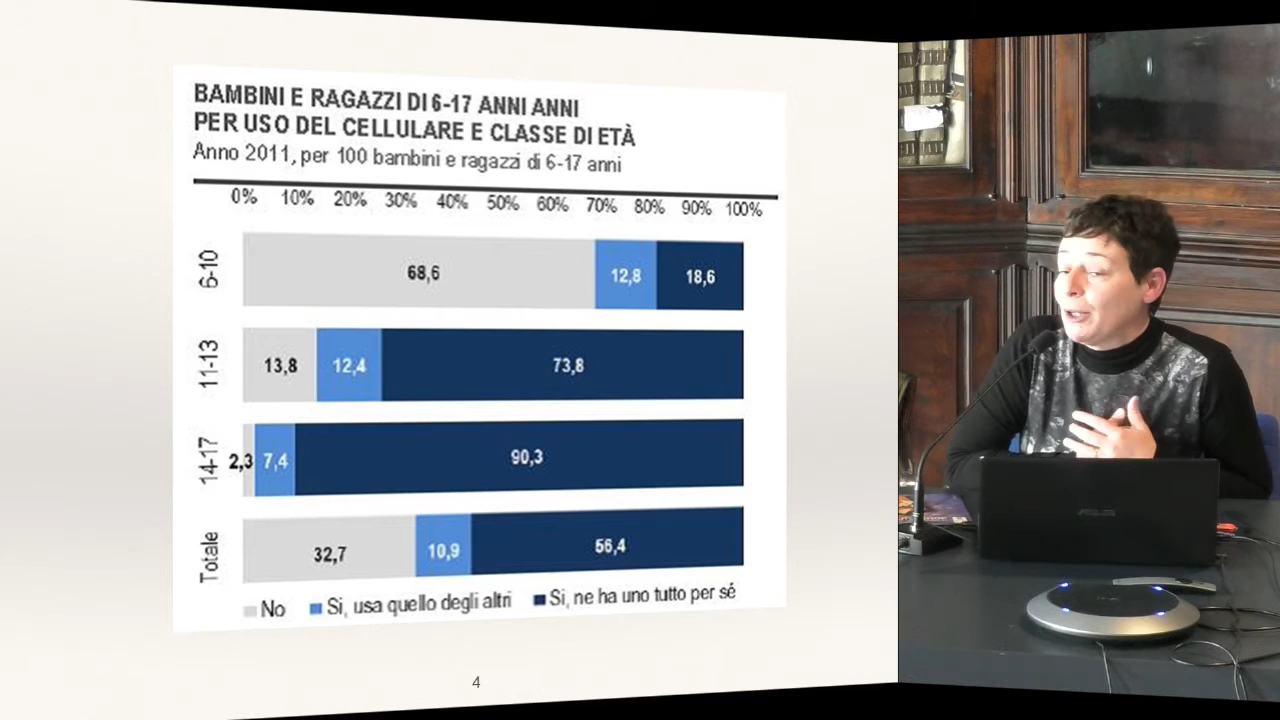 BAMBINI E RAGAZZI DI 6-17 ANNI ANNI
PER USO DEL CELLULARE E CLASSE DI ETÀ
Anno 2011, per 100 bambini e ragazzi di 6-17 anni
0% 10% 20% 30% 40% 50% 60% 70% 80% 90% 100%
6-10 68,6 12,8 18,6
11-13 13,8 12,4 73,8
14-17 2,3 7,4 90,3
Totale 32,7 10,9 56,4
No Si, usa quello degli altri Si, ne ha uno tutto per sé
4
ASUS